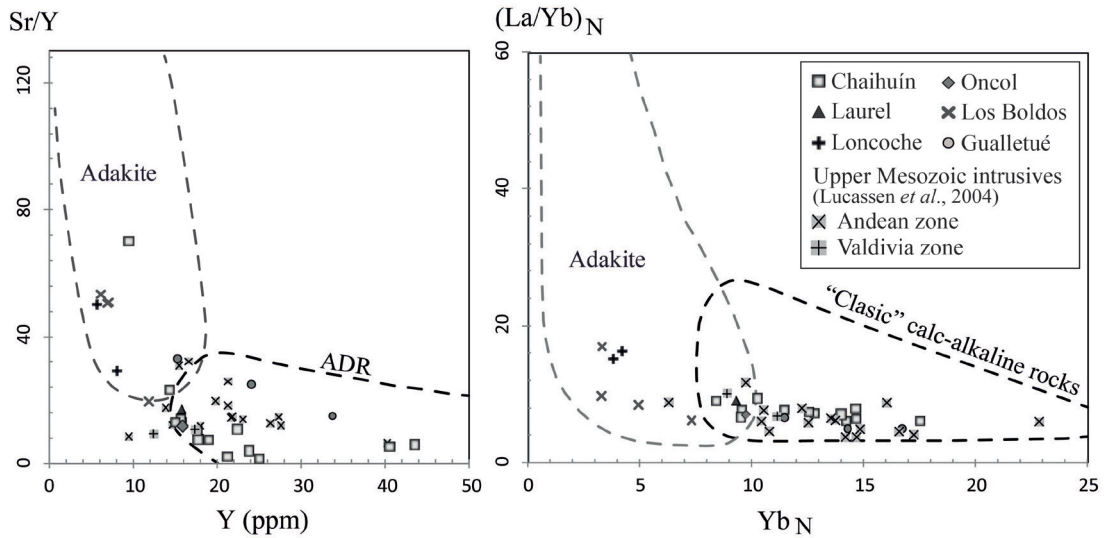 Sr/Y
120
80
40
0
Adakite
ADR
0
10
20
30
40
50
Y (ppm)
(La/Yb)N
60
40
20
0
Adakite
"Clasic" calc-alkaline rocks
Chaihuín
Oncol
Laurel
Los Boldos
Loncoche
Gualletué
Upper Mesozoic intrusives
(Lucassen et al., 2004)
Andean zone
Valdivia zone
0
5
10
15
20
25
YbN